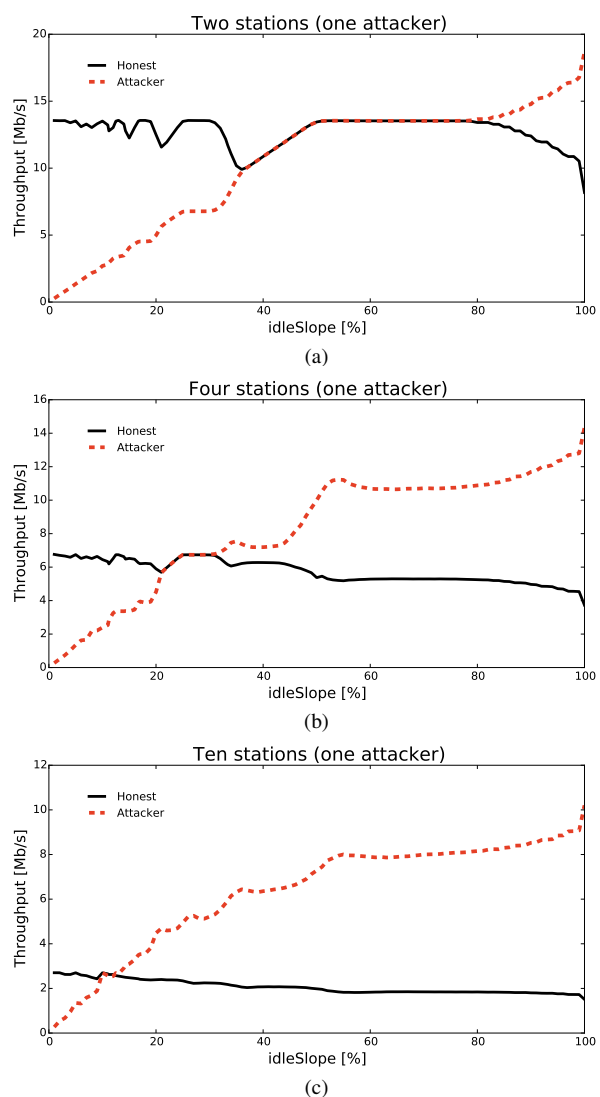 Two stations (one attacker)
20
15
10
5
0
Throughput [Mb/s]
Honest
Attacker
0 20 40 60 80 100
idleSlope [%]
(a)
Four stations (one attacker)
16
14
12
10
8
6
4
2
0
Throughput [Mb/s]
Honest
Attacker
0 20 40 60 80 100
idleSlope [%]
(b)
Ten stations (one attacker)
12
10
8
6
4
2
0
Throughput [Mb/s]
Honest
Attacker
0 20 40 60 80 100
idleSlope [%]
(c)